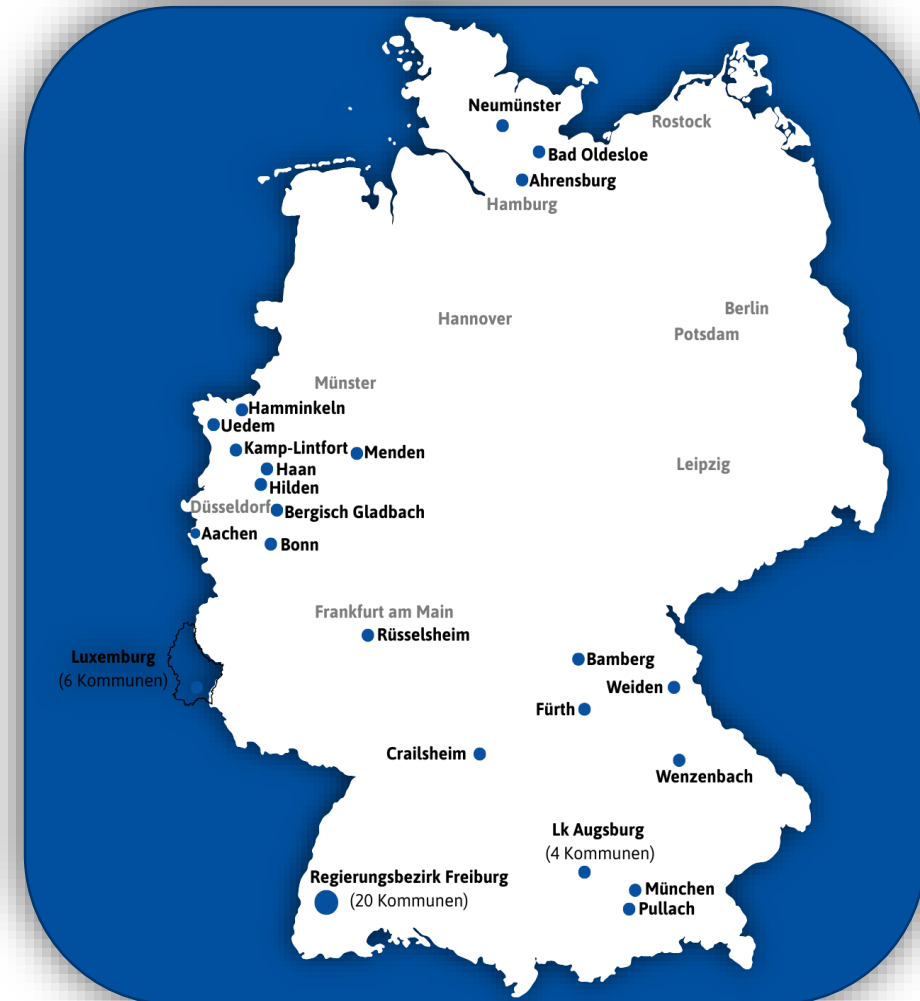 Neumünster
Rostock
Bad Oldesloe
Ahrensburg
Hamburg
Berlin
Hannover
Potsdam
Münster
Hamminkeln
Uedem
Kamp-Lintfort
Menden
Leipzig
Haan
Hilden
Düsseldorf
Bergisch Gladbach
Aachen
Bonn
Frankfurt am Main
Rüsselsheim
Luxemburg
(6 Kommunen)
Bamberg
Weiden
Fürth
Crailsheim
Wenzenbach
Lk Augsburg
(4 Kommunen)
Regierungsbezirk Freiburg
(20 Kommunen)
München
Pullach